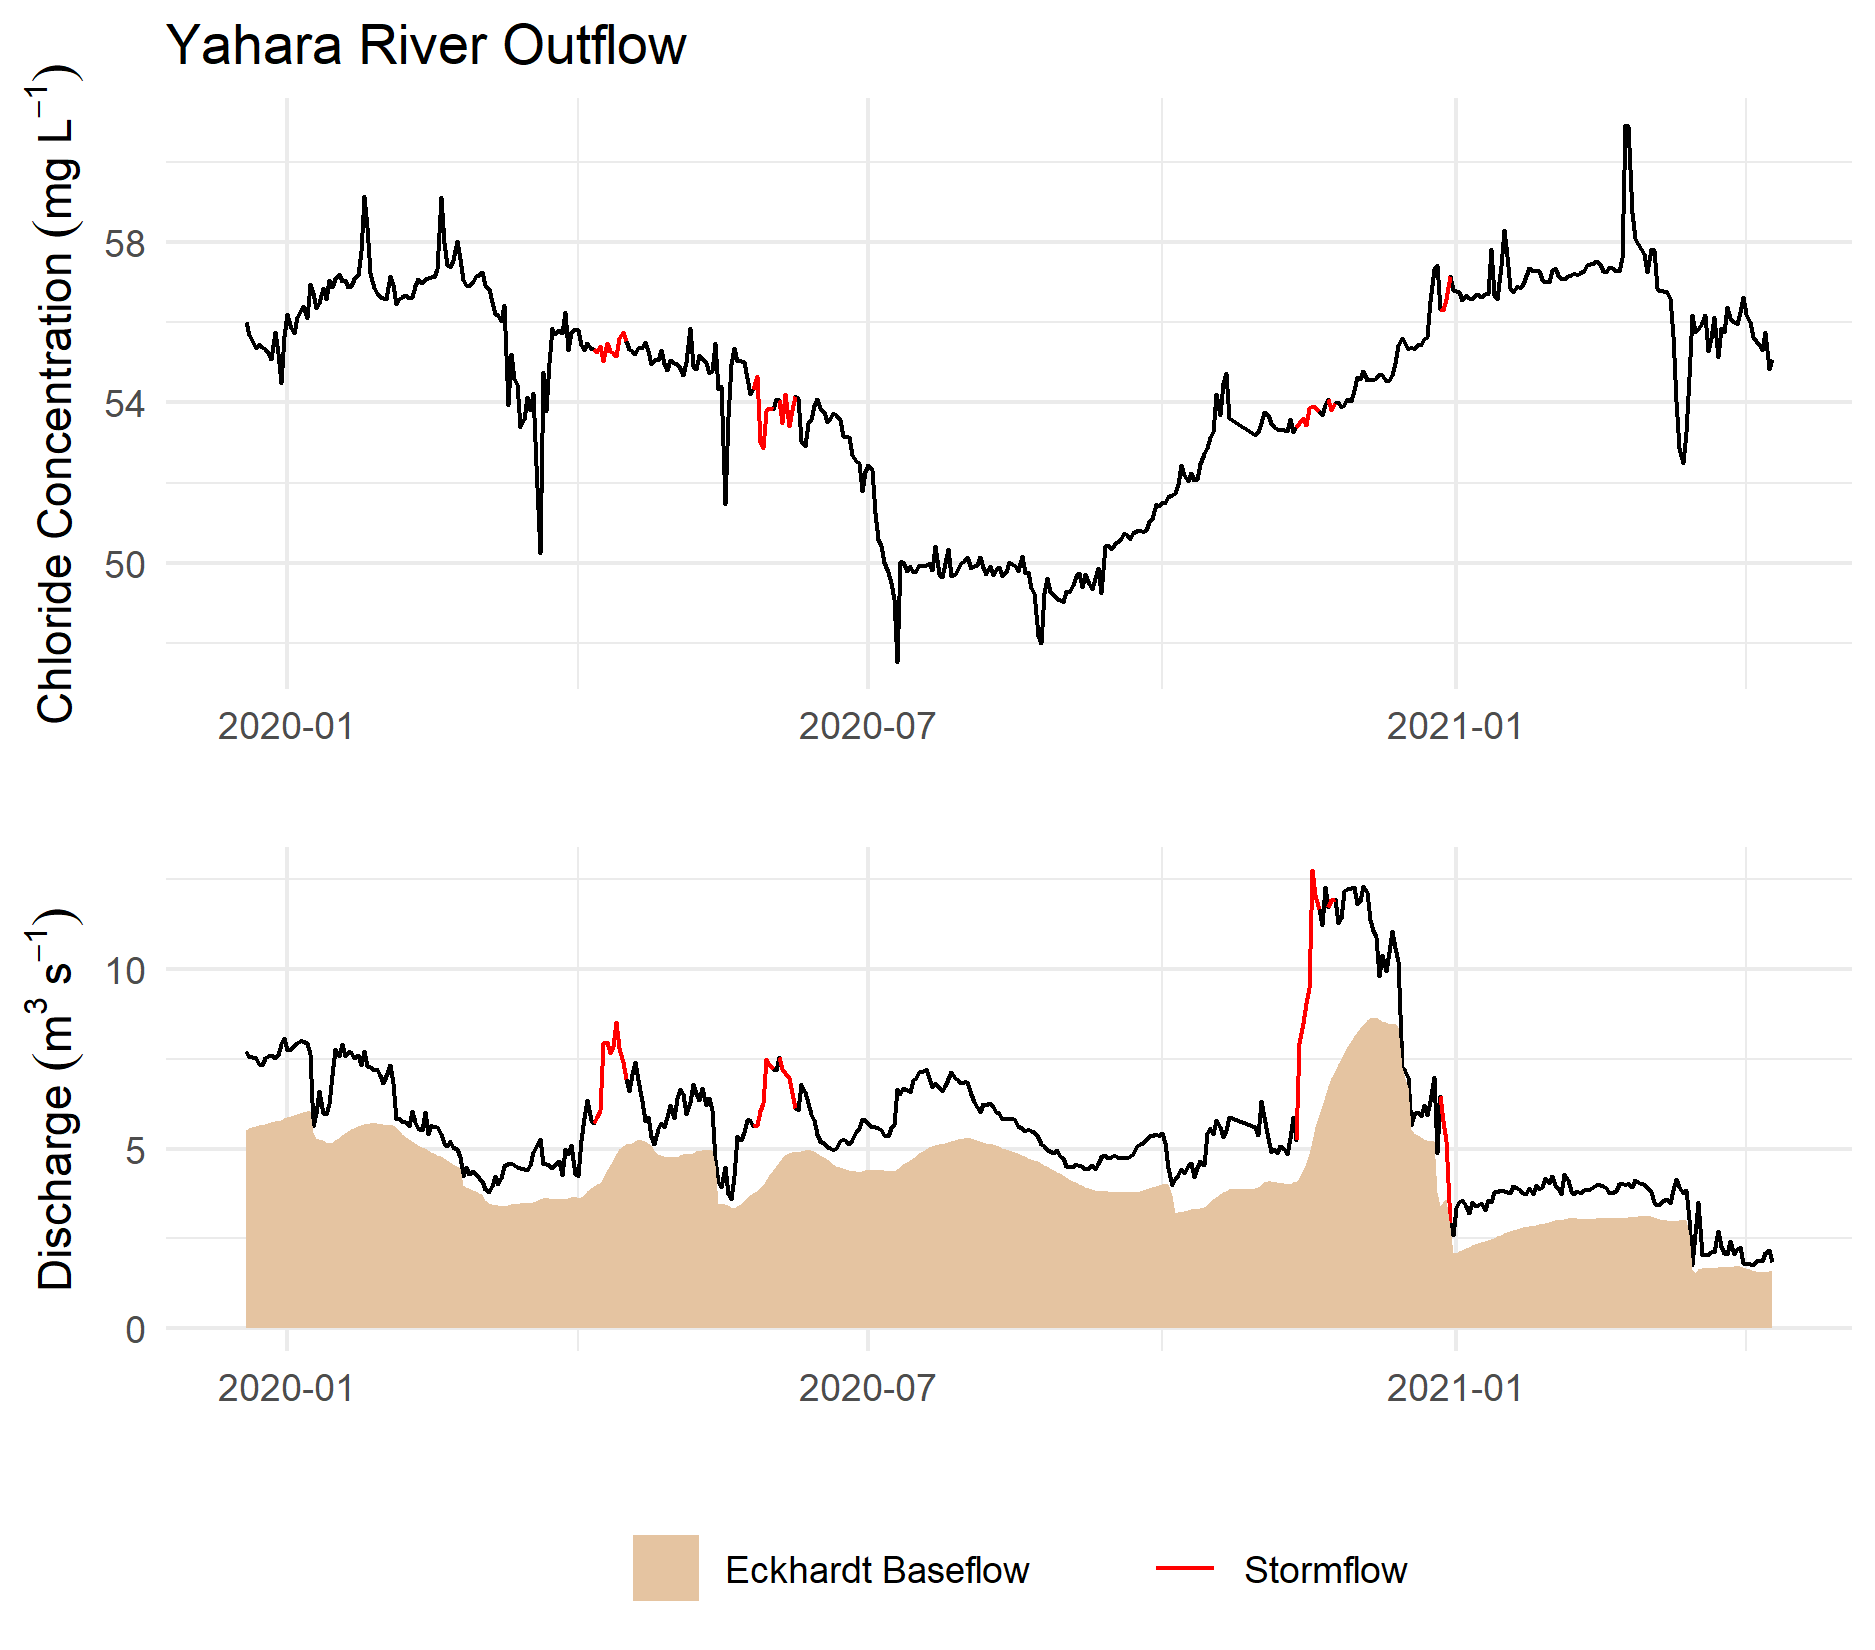 Yahara River Outflow
Chloride Concentration (mg L⁻¹)
58
54
50
2020-01 2020-07 2021-01
Discharge (m³ s⁻¹)
10
5
0
2020-01 2020-07 2021-01
Eckhardt Baseflow Stormflow